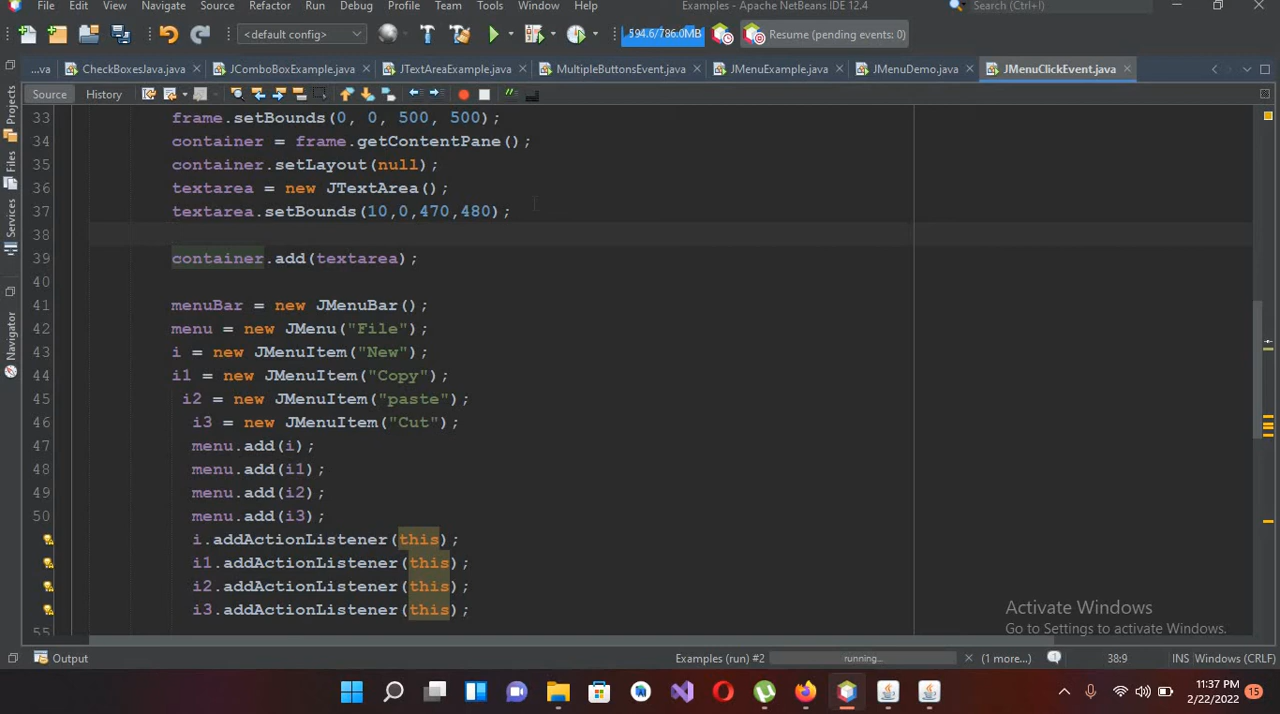 File Edit View Navigate Source Refactor Run Debug Profile Team Tools Window Help Examples - Apache NetBeans IDE 12.4 Search (Ctrl+I)
<default config> 594.6/786.0MB Resume (pending events: 0)
...va CheckBoxesJava.java JComboBoxExample.java JTextAreaExample.java MultipleButtonsEvent.java JMenuExample.java JMenuDemo.java JMenuClickEvent.java
Source History
Projects
Files
Services
Navigator
33 frame.setBounds(0, 0, 500, 500);
34 container = frame.getContentPane();
35 container.setLayout(null);
36 textarea = new JTextArea();
37 textarea.setBounds(10,0,470,480);
38
39 container.add(textarea);
40
41 menuBar = new JMenuBar();
42 menu = new JMenu("File");
43 i = new JMenuItem("New");
44 i1 = new JMenuItem("Copy");
45 i2 = new JMenuItem("paste");
46 i3 = new JMenuItem("Cut");
47 menu.add(i);
48 menu.add(i1);
49 menu.add(i2);
50 menu.add(i3);
i.addActionListener(this);
i1.addActionListener(this);
i2.addActionListener(this);
i3.addActionListener(this);
55
Activate Windows
Go to Settings to activate Windows.
Output Examples (run) #2 running... (1 more...) 38:9 INS Windows (CRLF)
11:37 PM
2/22/2022 15